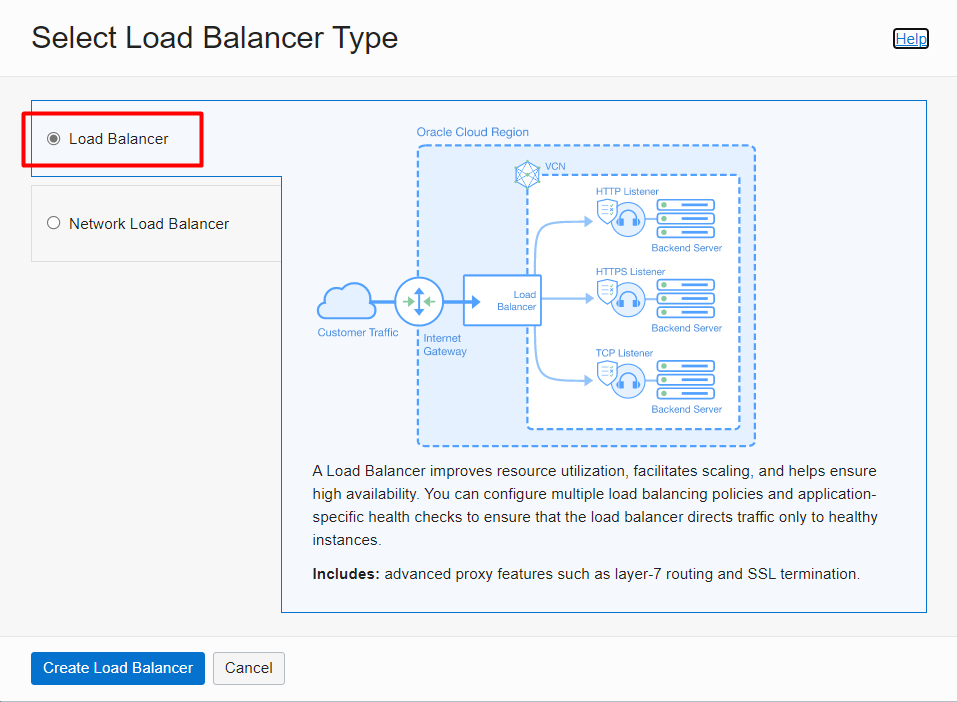 Select Load Balancer Type
Help
Load Balancer
Network Load Balancer
Oracle Cloud Region
VCN
HTTP Listener
Backend Server
HTTPS Listener
Load
Balancer
Backend Server
Customer Traffic
Internet
Gateway
TCP Listener
Backend Server
A Load Balancer improves resource utilization, facilitates scaling, and helps ensure
high availability. You can configure multiple load balancing policies and application-
specific health checks to ensure that the load balancer directs traffic only to healthy
instances.
Includes: advanced proxy features such as layer-7 routing and SSL termination.
Create Load Balancer
Cancel